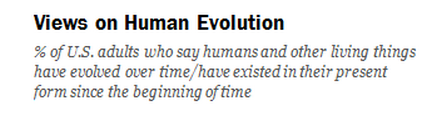 Views on Human Evolution
% of U.S. adults who say humans and other living things
have evolved over time/have existed in their present
form since the beginning of time